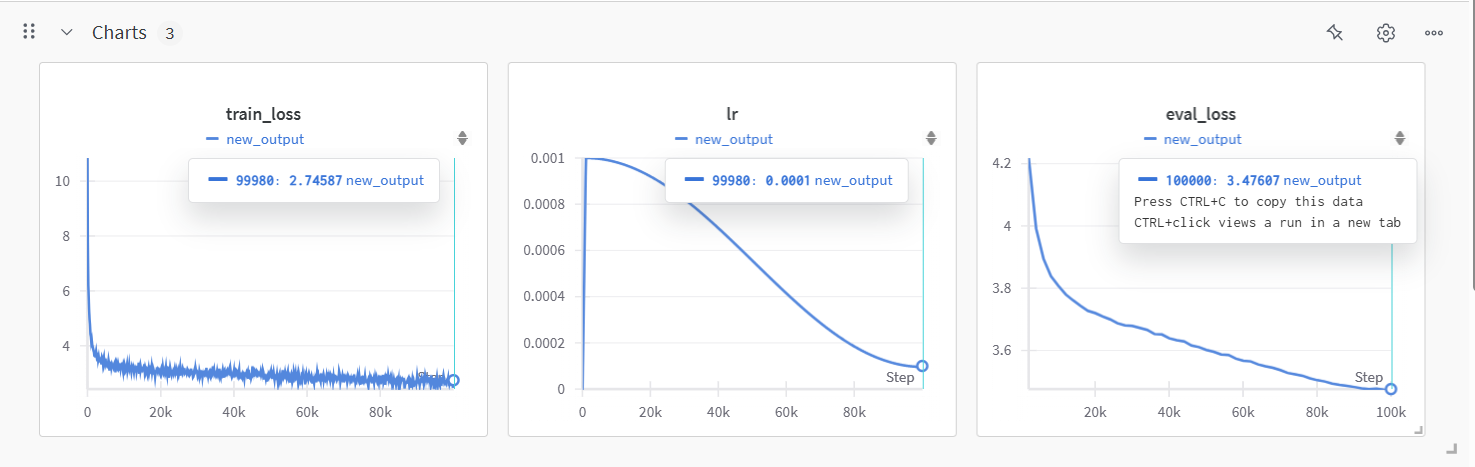 Charts 3
train_loss
new_output
99980: 2.74587 new_output
10
8
6
4
Step
0 20k 40k 60k 80k
lr
new_output
99980: 0.0001 new_output
0.001
0.0008
0.0006
0.0004
0.0002
0
Step
0 20k 40k 60k 80k
eval_loss
new_output
100000: 3.47607 new_output
Press CTRL+C to copy this data
CTRL+click views a run in a new tab
4.2
4
3.8
3.6
Step
20k 40k 60k 80k 100k